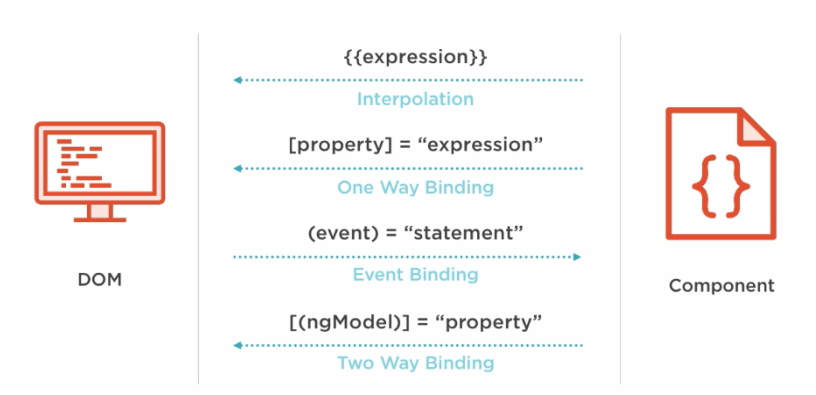 {{expression}}
Interpolation
[property] = “expression”
One Way Binding
(event) = “statement”
Event Binding
[(ngModel)] = “property”
Two Way Binding
DOM
{}
Component